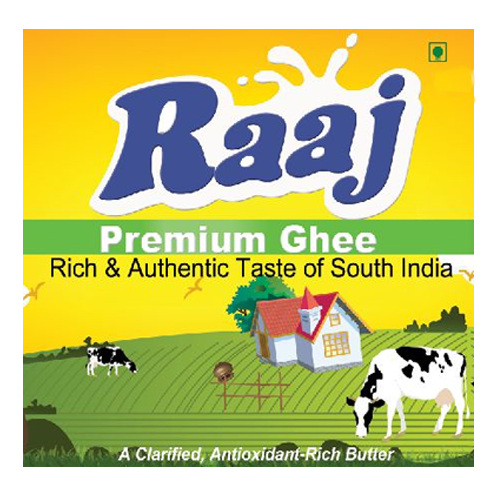 Raaj
Premium Ghee
Rich & Authentic Taste of South India
A Clarified, Antioxidant-Rich Butter